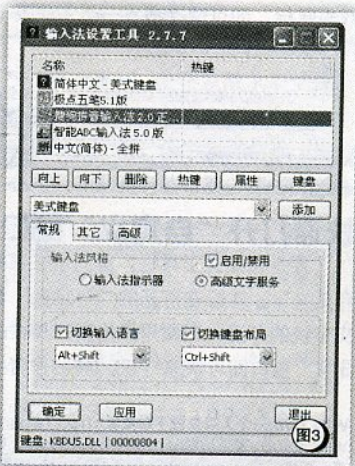 输入法设置工具 2.7.7
名称 热键
简体中文 - 美式键盘
极点五笔5.1版
搜狗拼音输入法 2.0 正...
智能ABC输入法 5.0 版
中文(简体) - 全拼
向上 向下 删除 热键 属性 键盘
美式键盘 添加
常规 其它 高级
输入法风格 启用/禁用
输入法指示器 高级文字服务
切换输入语言 切换键盘布局
Alt+Shift Ctrl+Shift
确定 应用 退出
键盘: KBDUS.DLL [ 00000804 ]
图3